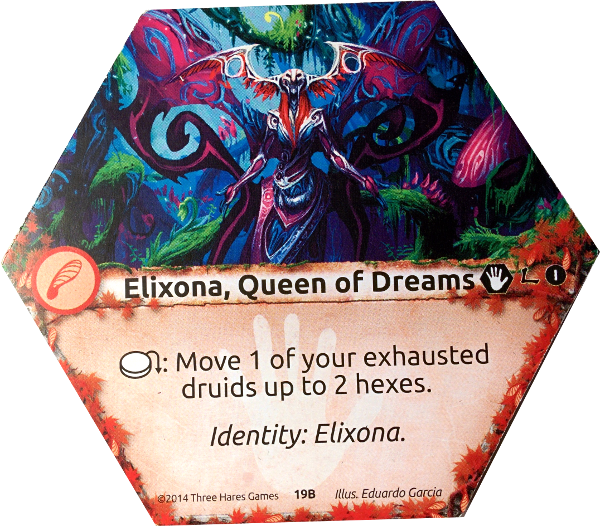 Elixona, Queen of Dreams 1
: Move 1 of your exhausted
druids up to 2 hexes.
Identity: Elixona.
©2014 Three Hares Games 19B Illus. Eduardo Garcia